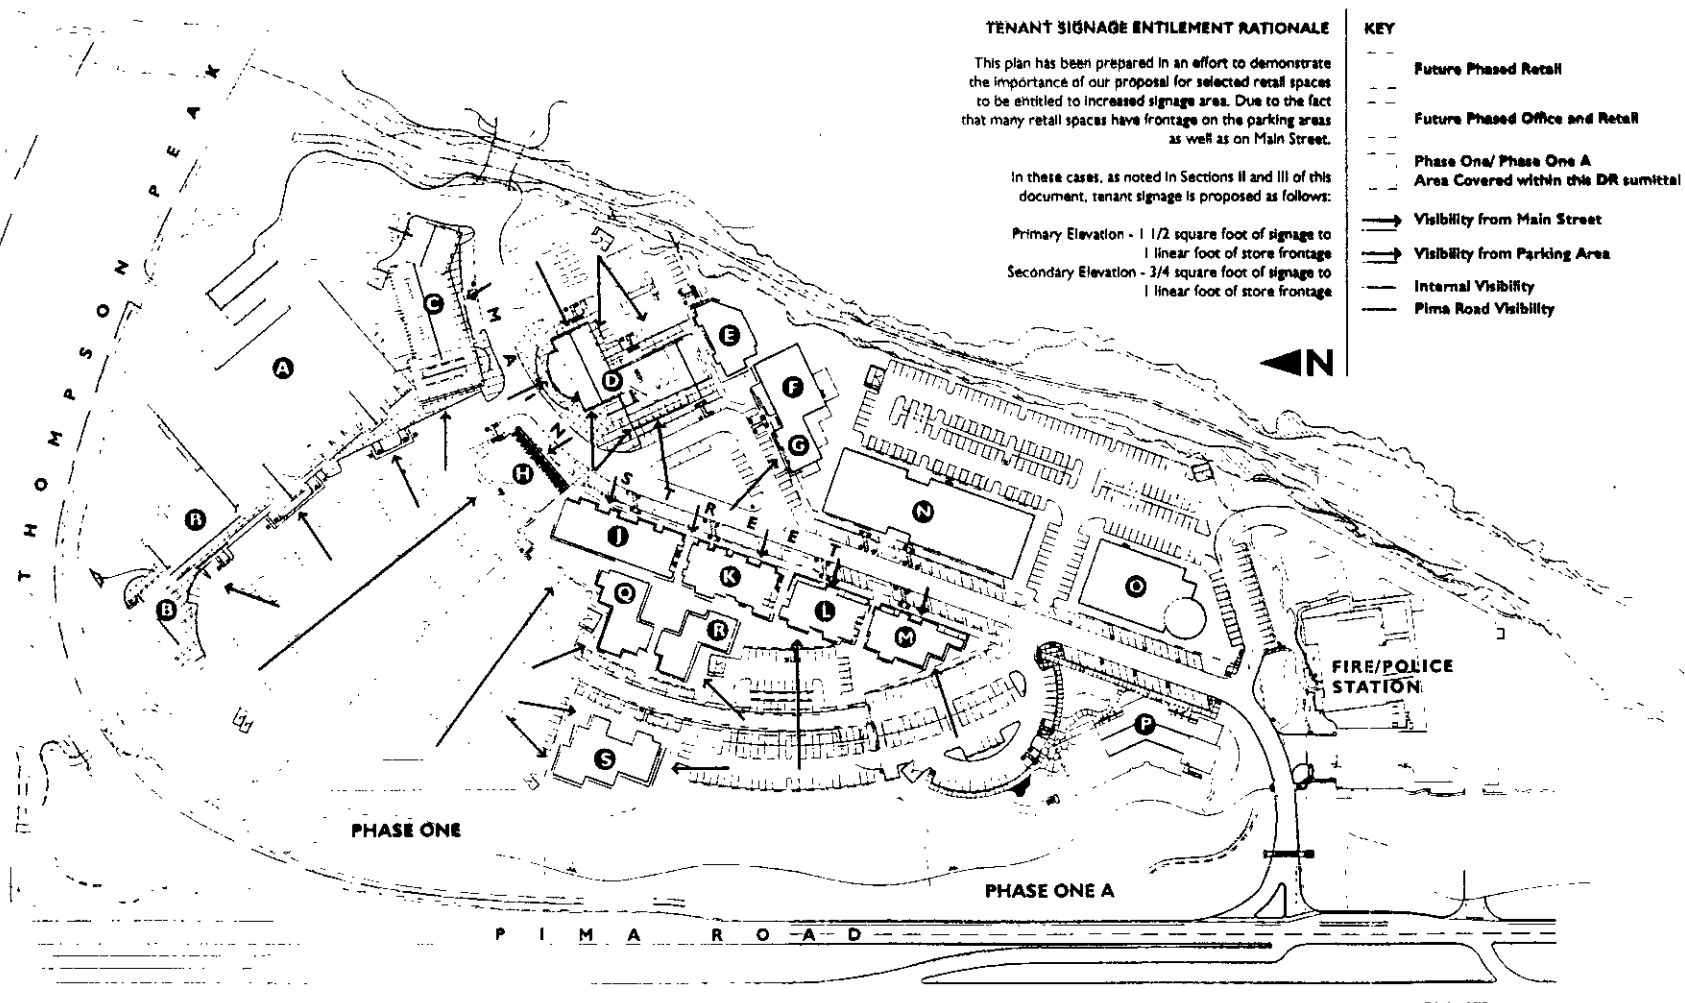 TENANT SIGNAGE ENTILEMENT RATIONALE
This plan has been prepared in an effort to demonstrate
the importance of our proposal for selected retail spaces
to be entitled to increased signage area. Due to the fact
that many retail spaces have frontage on the parking areas
as well as on Main Street.
In these cases, as noted in Sections II and III of this
document, tenant signage is proposed as follows:
Primary Elevation - 1 1/2 square foot of signage to
1 linear foot of store frontage
Secondary Elevation - 3/4 square foot of signage to
1 linear foot of store frontage
KEY
Future Phased Retail
Future Phased Office and Retail
Phase One/ Phase One A
Area Covered within this DR sumittal
Visibility from Main Street
Visibility from Parking Area
Internal Visibility
Pima Road Visibility
N
THOMPSON PEAK
MAIN STREET
C
E
A
D
F
G
H
B
N
J
K
O
B
Q
L
R
M
FIRE/POLICE
STATION
P
S
PHASE ONE
PHASE ONE A
PIMA ROAD